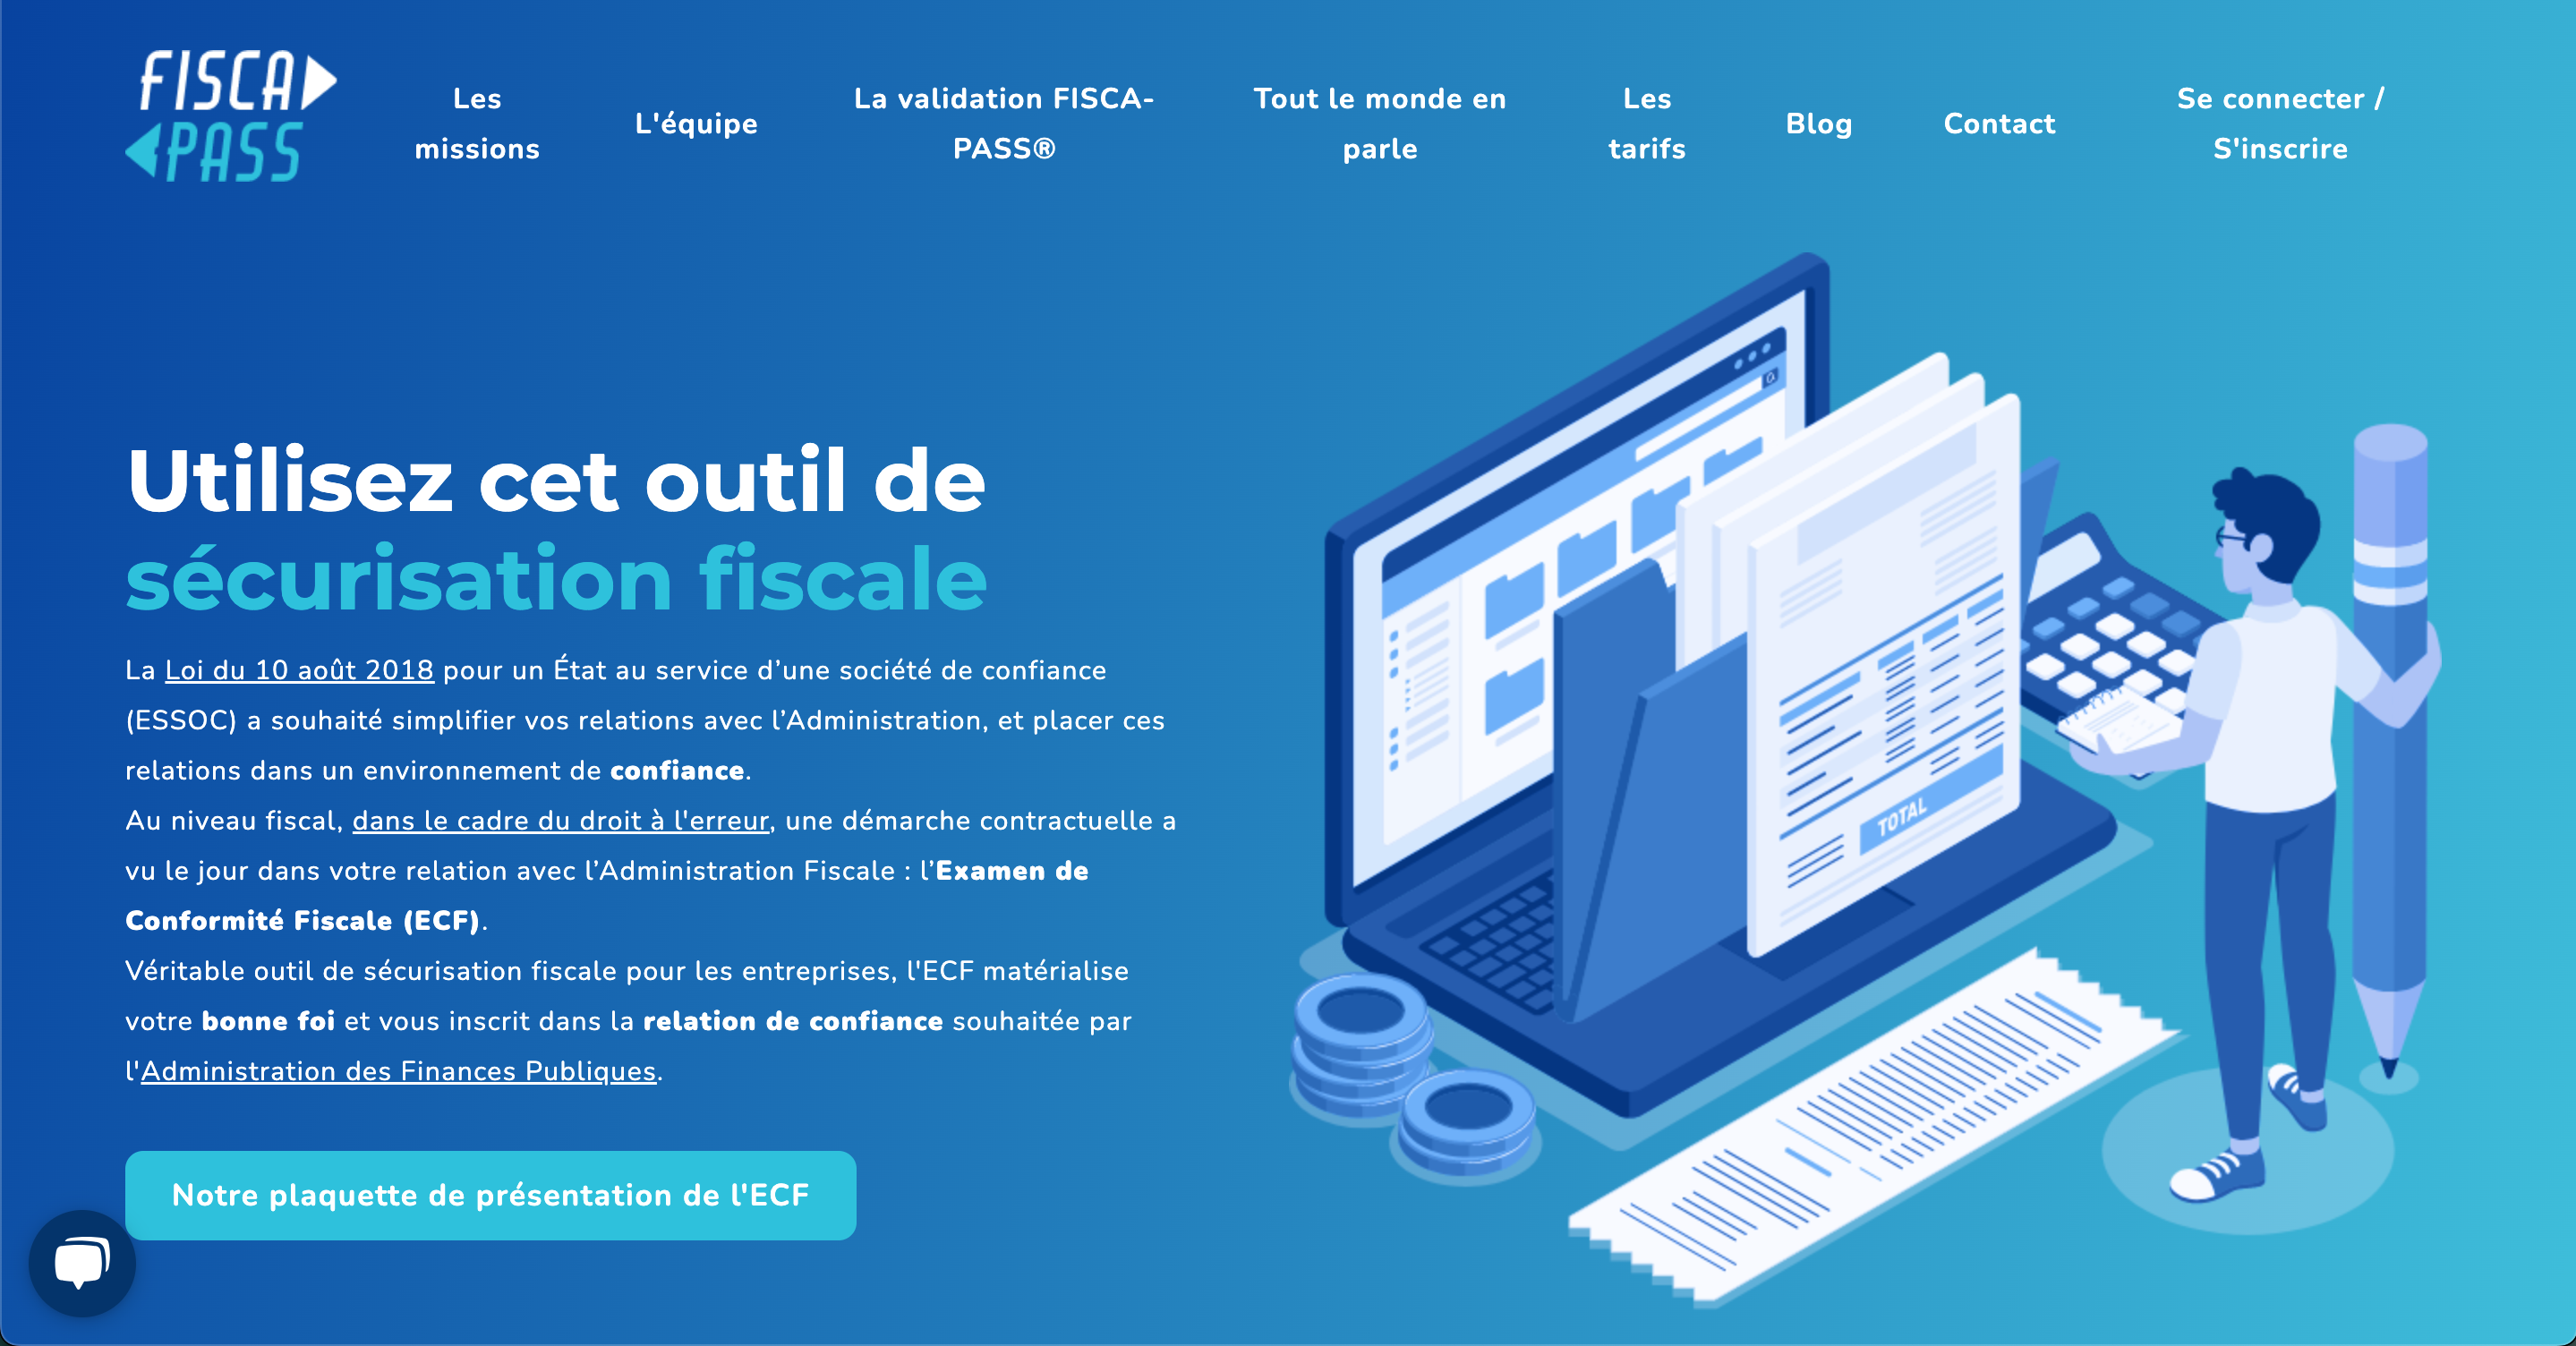 FISCA
PASS
Les
missions
L'équipe
La validation FISCA-
PASS®
Tout le monde en
parle
Les
tarifs
Blog
Contact
Se connecter /
S'inscrire
Utilisez cet outil de
sécurisation fiscale
La Loi du 10 août 2018 pour un État au service d’une société de confiance
(ESSOC) a souhaité simplifier vos relations avec l’Administration, et placer ces
relations dans un environnement de confiance.
Au niveau fiscal, dans le cadre du droit à l'erreur, une démarche contractuelle a
vu le jour dans votre relation avec l’Administration Fiscale : l’Examen de
Conformité Fiscale (ECF).
Véritable outil de sécurisation fiscale pour les entreprises, l'ECF matérialise
votre bonne foi et vous inscrit dans la relation de confiance souhaitée par
l'Administration des Finances Publiques.
Notre plaquette de présentation de l'ECF
TOTAL